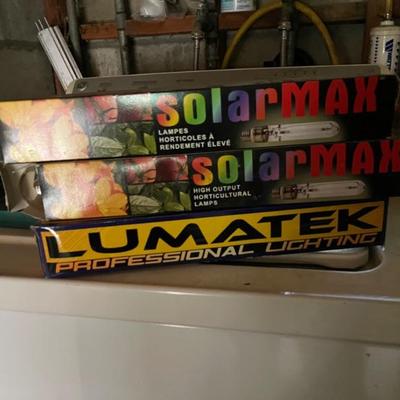 solarMAX
LAMPES
HORTICOLES À
RENDEMENT ÉLEVÉ
solarMAX
HIGH OUTPUT
HORTICULTURAL
LAMPS
LUMATEK
PROFESSIONAL LIGHTING